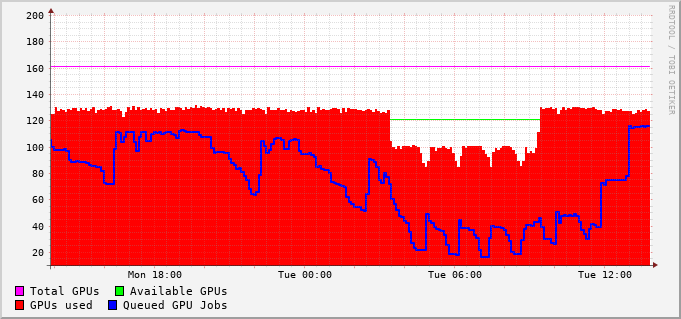 RRDTOOL / TOBI OETIKER
200
180
160
140
120
100
80
60
40
20
Mon 18:00 Tue 00:00 Tue 06:00 Tue 12:00
Total GPUs Available GPUs
GPUs used Queued GPU Jobs